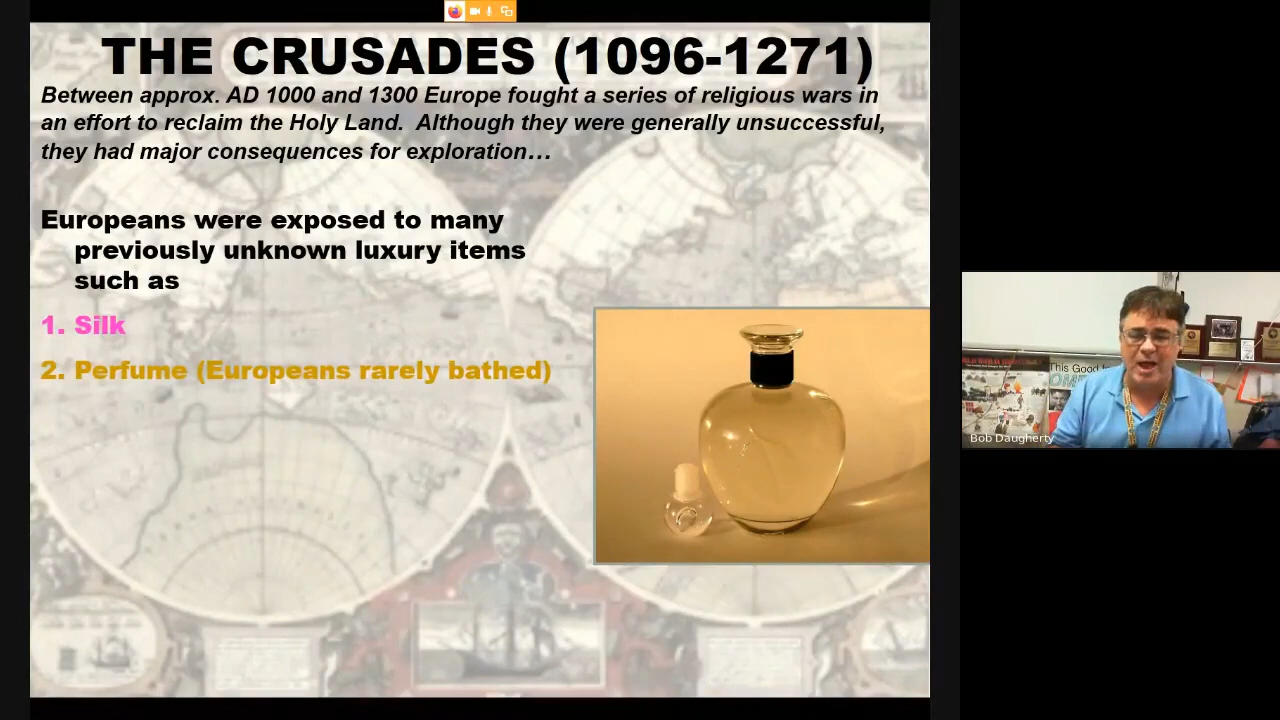 THE CRUSADES (1096-1271)
Between approx. AD 1000 and 1300 Europe fought a series of religious wars in
an effort to reclaim the Holy Land.  Although they were generally unsuccessful,
they had major consequences for exploration…
Europeans were exposed to many
previously unknown luxury items
such as
1. Silk
2. Perfume (Europeans rarely bathed)
This Good
Bob Daugherty